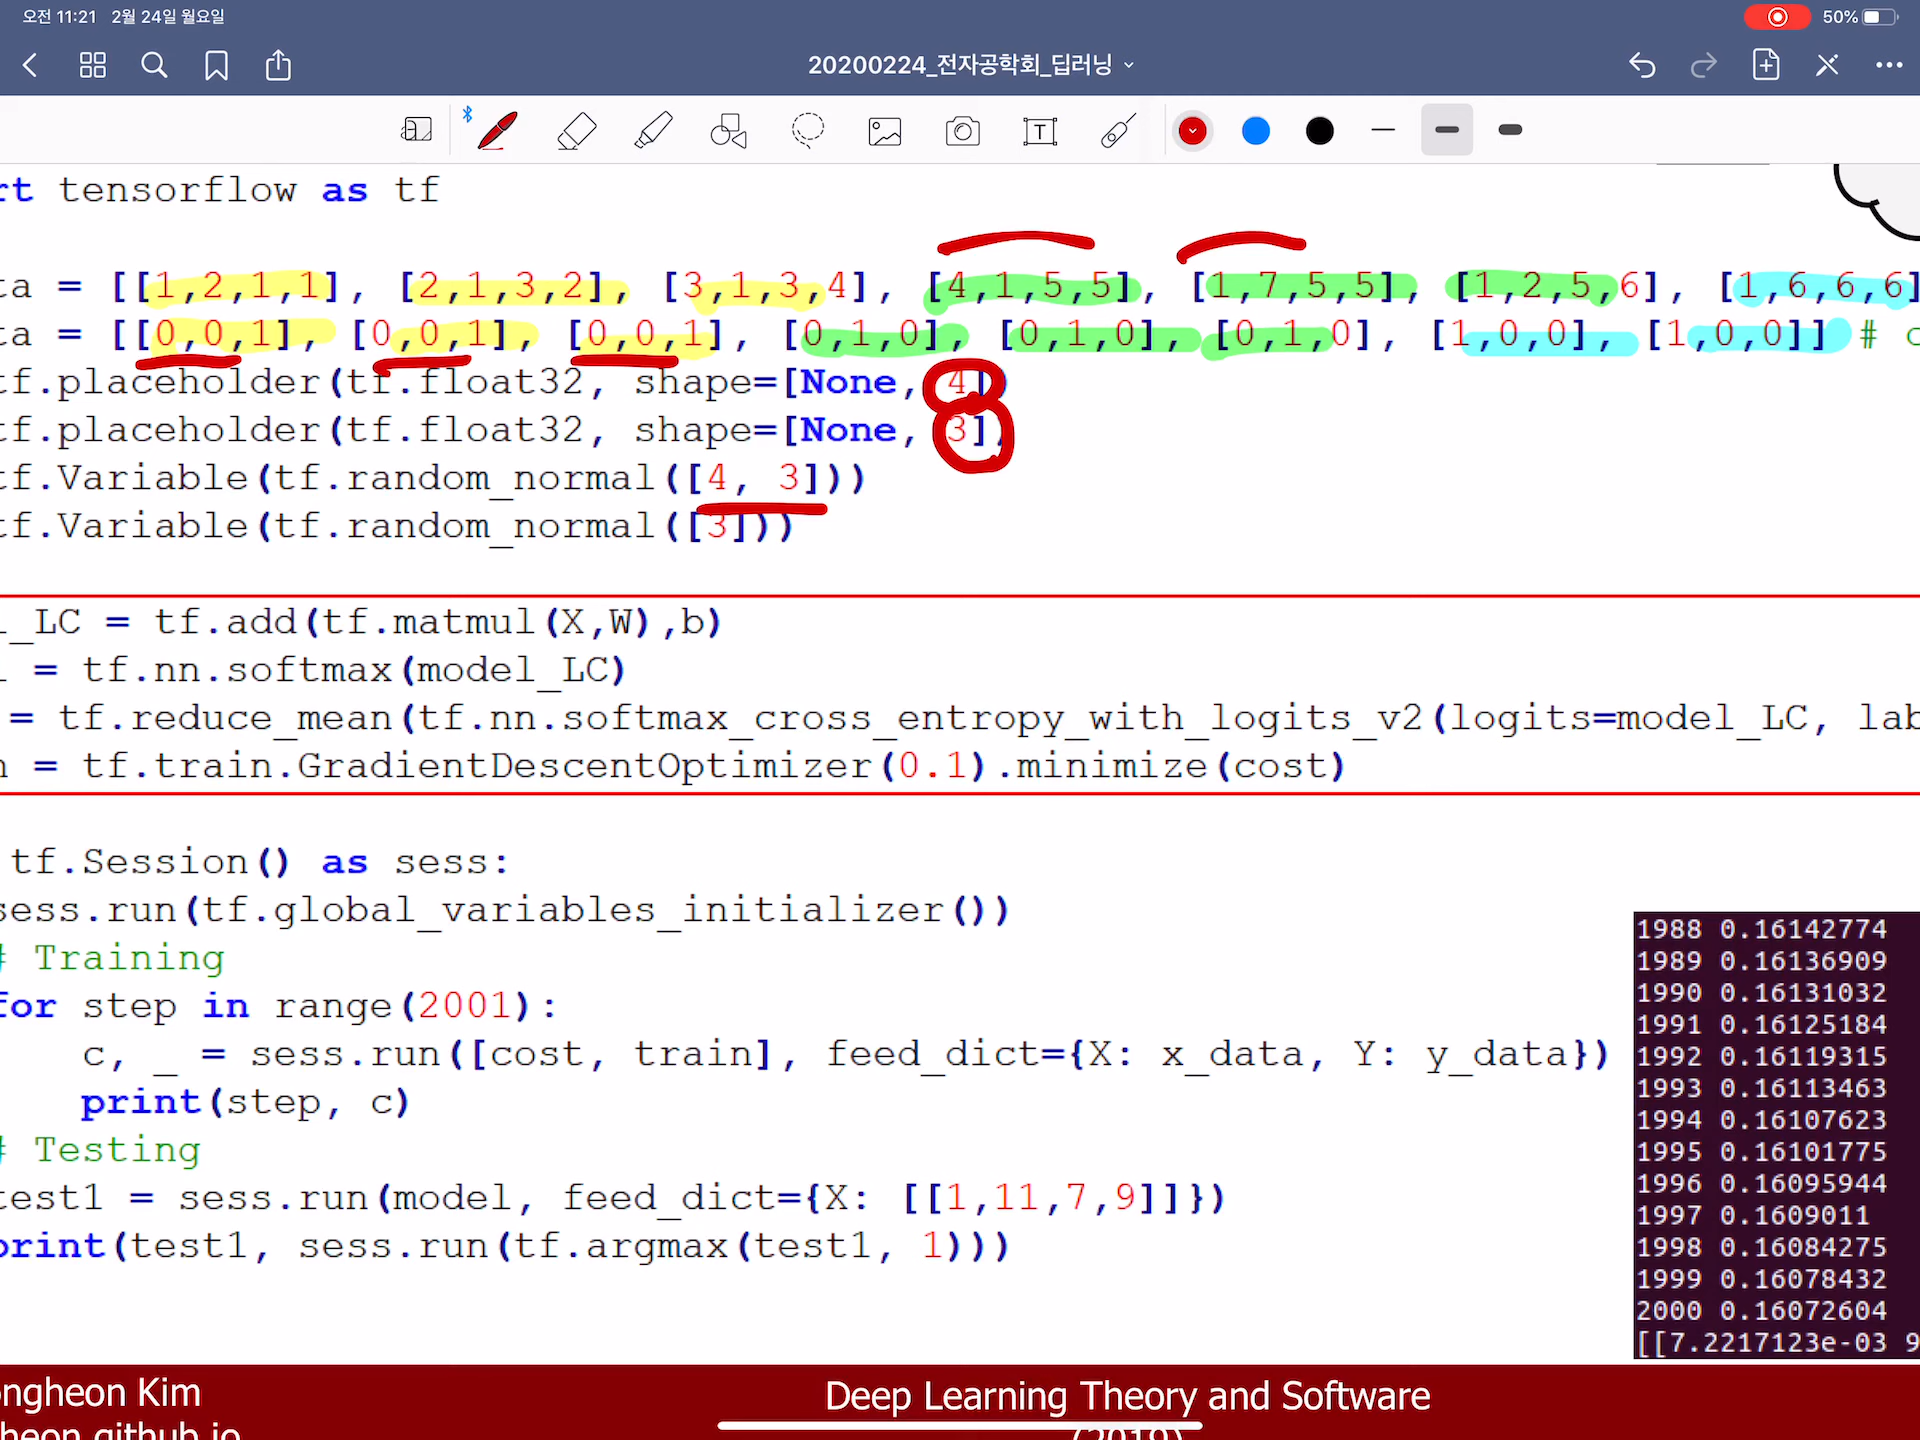 오전 11:21 2월 24일 월요일
50%
20200224_전자공학회_딥러닝
rt tensorflow as tf
ta = [[1,2,1,1], [2,1,3,2], [3,1,3,4], [4,1,5,5], [1,7,5,5], [1,2,5,6], [1,6,6,6]
ta = [[0,0,1], [0,0,1], [0,0,1], [0,1,0], [0,1,0], [0,1,0], [1,0,0], [1,0,0]] #
tf.placeholder(tf.float32, shape=[None, 4])
tf.placeholder(tf.float32, shape=[None, 3])
tf.Variable(tf.random_normal([4, 3]))
tf.Variable(tf.random_normal([3]))
_LC = tf.add(tf.matmul(X,W),b)
= tf.nn.softmax(model_LC)
= tf.reduce_mean(tf.nn.softmax_cross_entropy_with_logits_v2(logits=model_LC, lab
n = tf.train.GradientDescentOptimizer(0.1).minimize(cost)
tf.Session() as sess:
sess.run(tf.global_variables_initializer())
# Training
for step in range(2001):
c, _ = sess.run([cost, train], feed_dict={X: x_data, Y: y_data})
print(step, c)
# Testing
test1 = sess.run(model, feed_dict={X: [[1,11,7,9]]})
print(test1, sess.run(tf.argmax(test1, 1)))
1988 0.16142774
1989 0.16136909
1990 0.16131032
1991 0.16125184
1992 0.16119315
1993 0.16113463
1994 0.16107623
1995 0.16101775
1996 0.16095944
1997 0.1609011
1998 0.16084275
1999 0.16078432
2000 0.16072604
[[7.2217123e-03 9
ongheon Kim
heon.github.io
Deep Learning Theory and Software
(2019)